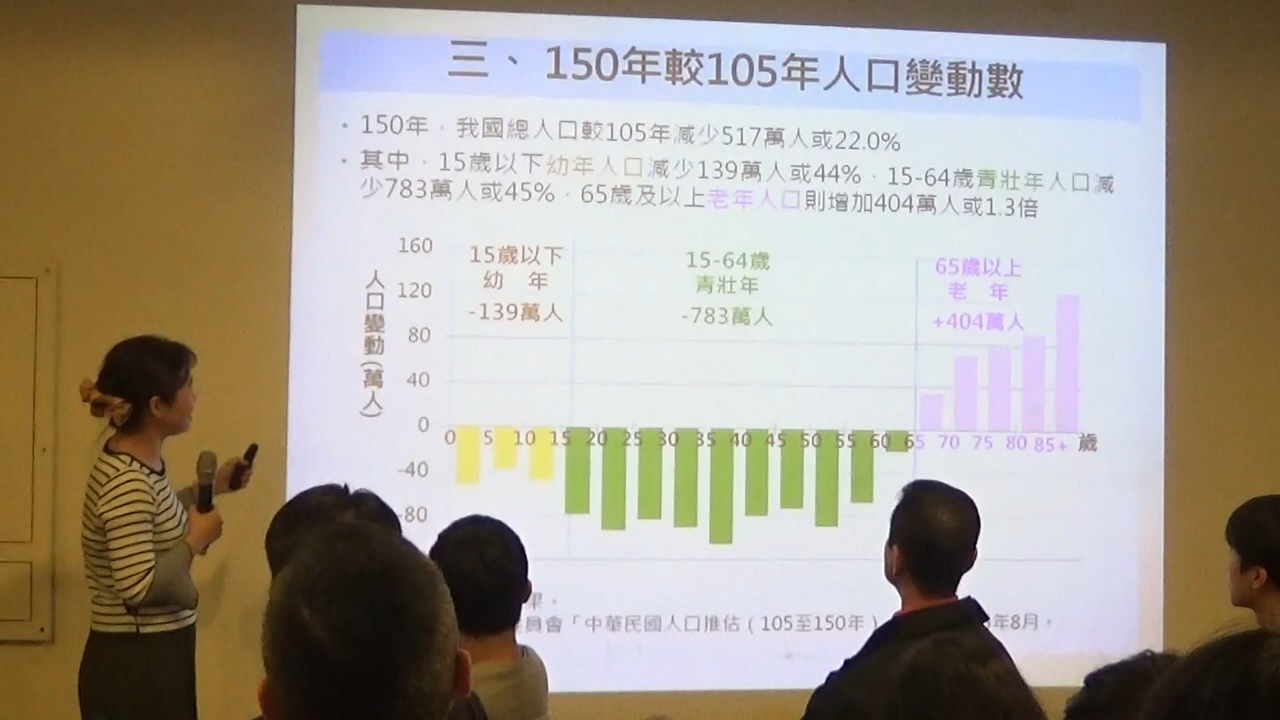 三、150年較105年人口變動數
• 150年,我國總人口較105年減少517萬人或22.0%
• 其中,15歲以下幼年人口減少139萬人或44%,15-64歲青壯年人口減
少783萬人或45%,65歲及以上老年人口則增加404萬人或1.3倍
人口變動(萬人)
160
120
80
40
0
-40
-80
15歲以下
幼 年
-139萬人
15-64歲
青壯年
-783萬人
65歲以上
老 年
+404萬人
0 5 10 15 20 25 30 35 40 45 50 55 60 65 70 75 80 85+ 歲
果。
員會「中華民國人口推估(105至150年) 年8月。